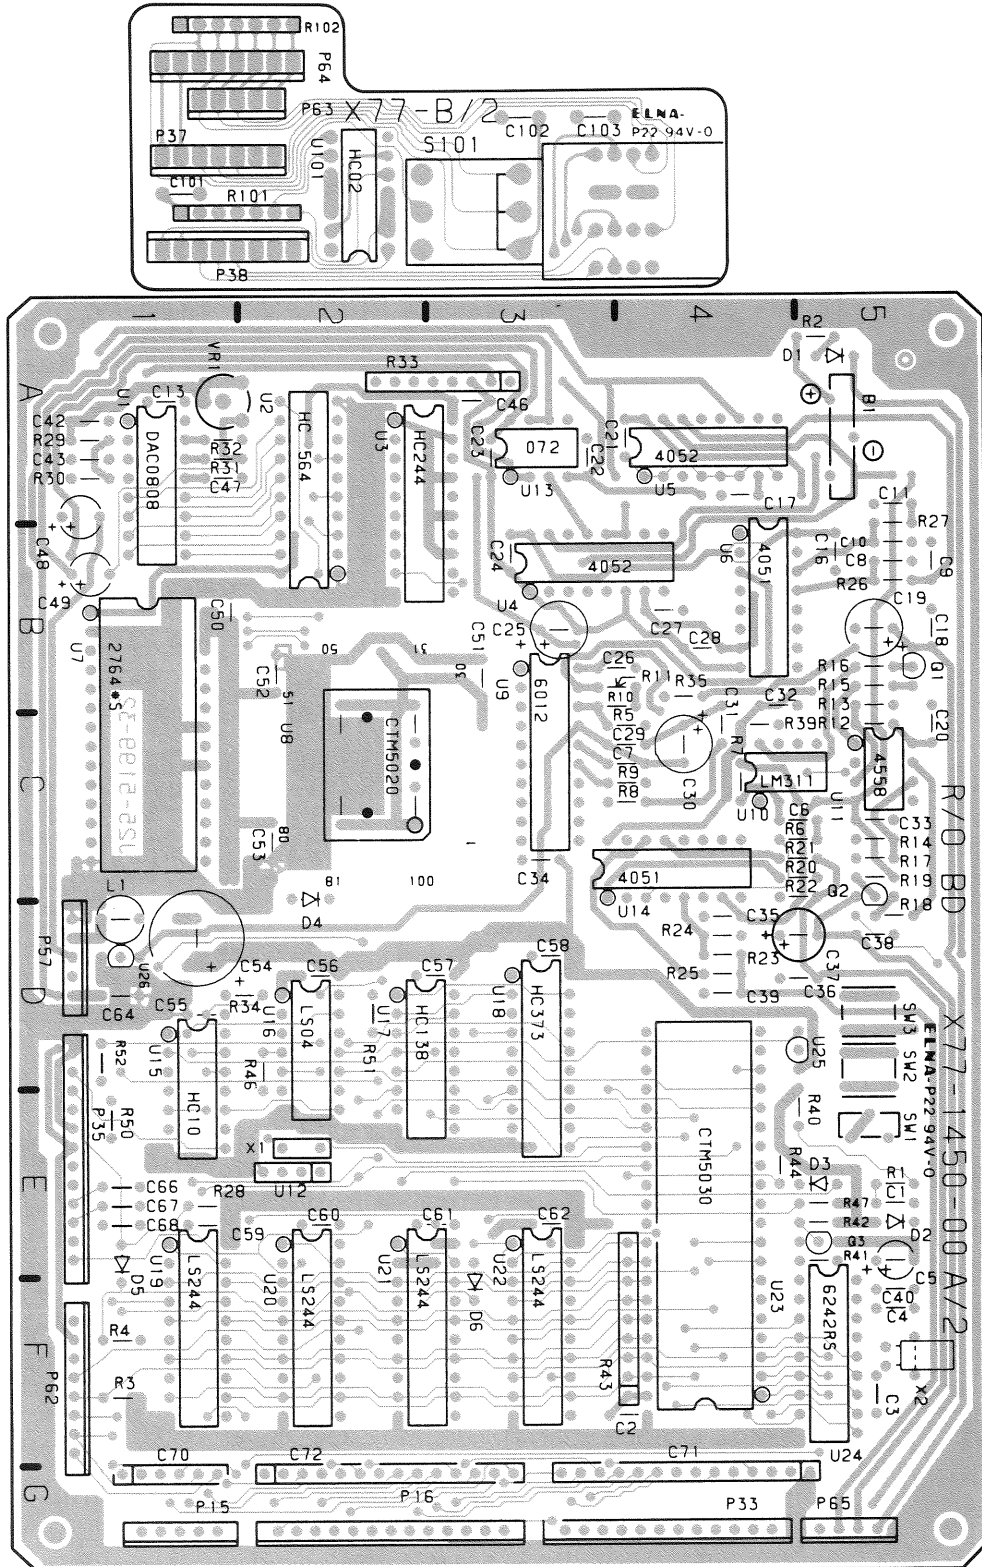 R102
P64
P63
X77-B/2
C102
C103
ELNA-
P22 94V-0
P37
U101
HC02
S101
C101
R101
P38
1
2
3
4
5
R2
D1
VR1
R33
A
U1
C13
U2
C46
B1
C42
R29
C43
R30
DAC0808
R32
R31
C47
HC 564
U3
HC244
C23
072
C22
C21
4052
U13
U5
C17
C11
R27
C48
C24
4052
U6
4051
C16
C10
C8
R26
C9
C49
U4
C19
B
U7
C50
C25
C27
C28
C18
2764*S
50
31
C51
30
U9
C26
R11
R35
R16
Q1
C52
51
6012
R10
R15
U8
R5
C31
C32
R13
C29
R7
R39
R12
C20
CTM5020
C7
C
R9
LM311
4558
R8
C30
U10
U11
C6
C33
R6
R14
80
C53
R21
R17
C34
4051
R20
R19
L1
81
100
R22
Q2
R18
D4
U14
R/O BD
P57
C35
R24
R23
C38
D
U26
C54
C56
C57
C58
R25
C37
C64
C55
R34
U16
LS04
U17
HC138
U18
HC373
C39
C36
SW3
R52
U15
R46
R51
U25
SW2
ELNA-P22 94V-0
P35
R50
HC10
R40
SW1
X1
CTM5030
R44
D3
E
C66
R28
U12
R1
C1
C67
R47
C68
C59
C60
C61
C62
R42
D2
Q3
D5
U19
LS244
U20
LS244
U21
LS244
D6
U22
LS244
R41
C5
U23
6242RS
C40
C4
X77-1450-00 A/2
R4
F
P62
R3
R43
C2
C3
X2
U24
C70
C72
C71
G
P15
P16
P33
P65